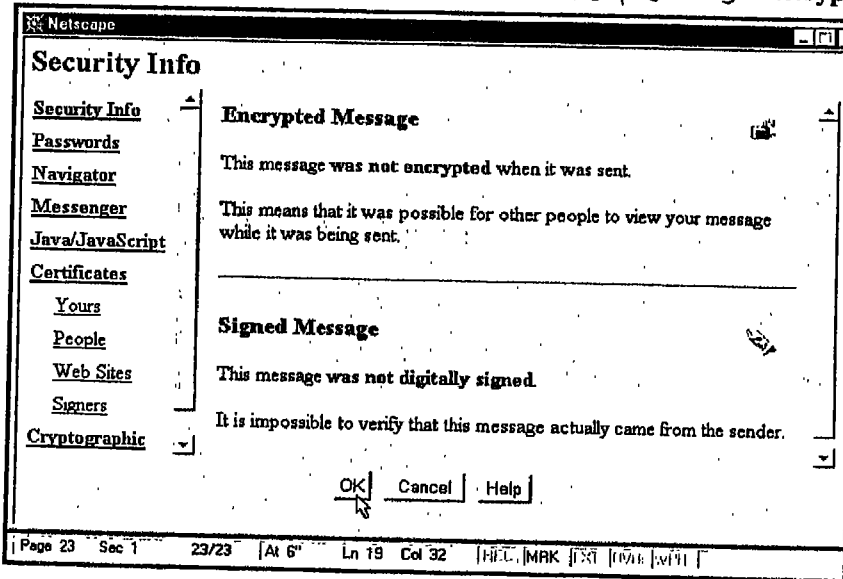 Netscape
Security Info
Security Info
Passwords
Navigator
Messenger
Java/JavaScript
Certificates
Yours
People
Web Sites
Signers
Cryptographic
Encrypted Message
This message was not encrypted when it was sent.
This means that it was possible for other people to view your message
while it was being sent.
Signed Message
This message was not digitally signed.
It is impossible to verify that this message actually came from the sender.
OK Cancel Help
Page 23 Sec 1 23/23 At 6" Ln 19 Col 32 MRK EXT OVR WPH